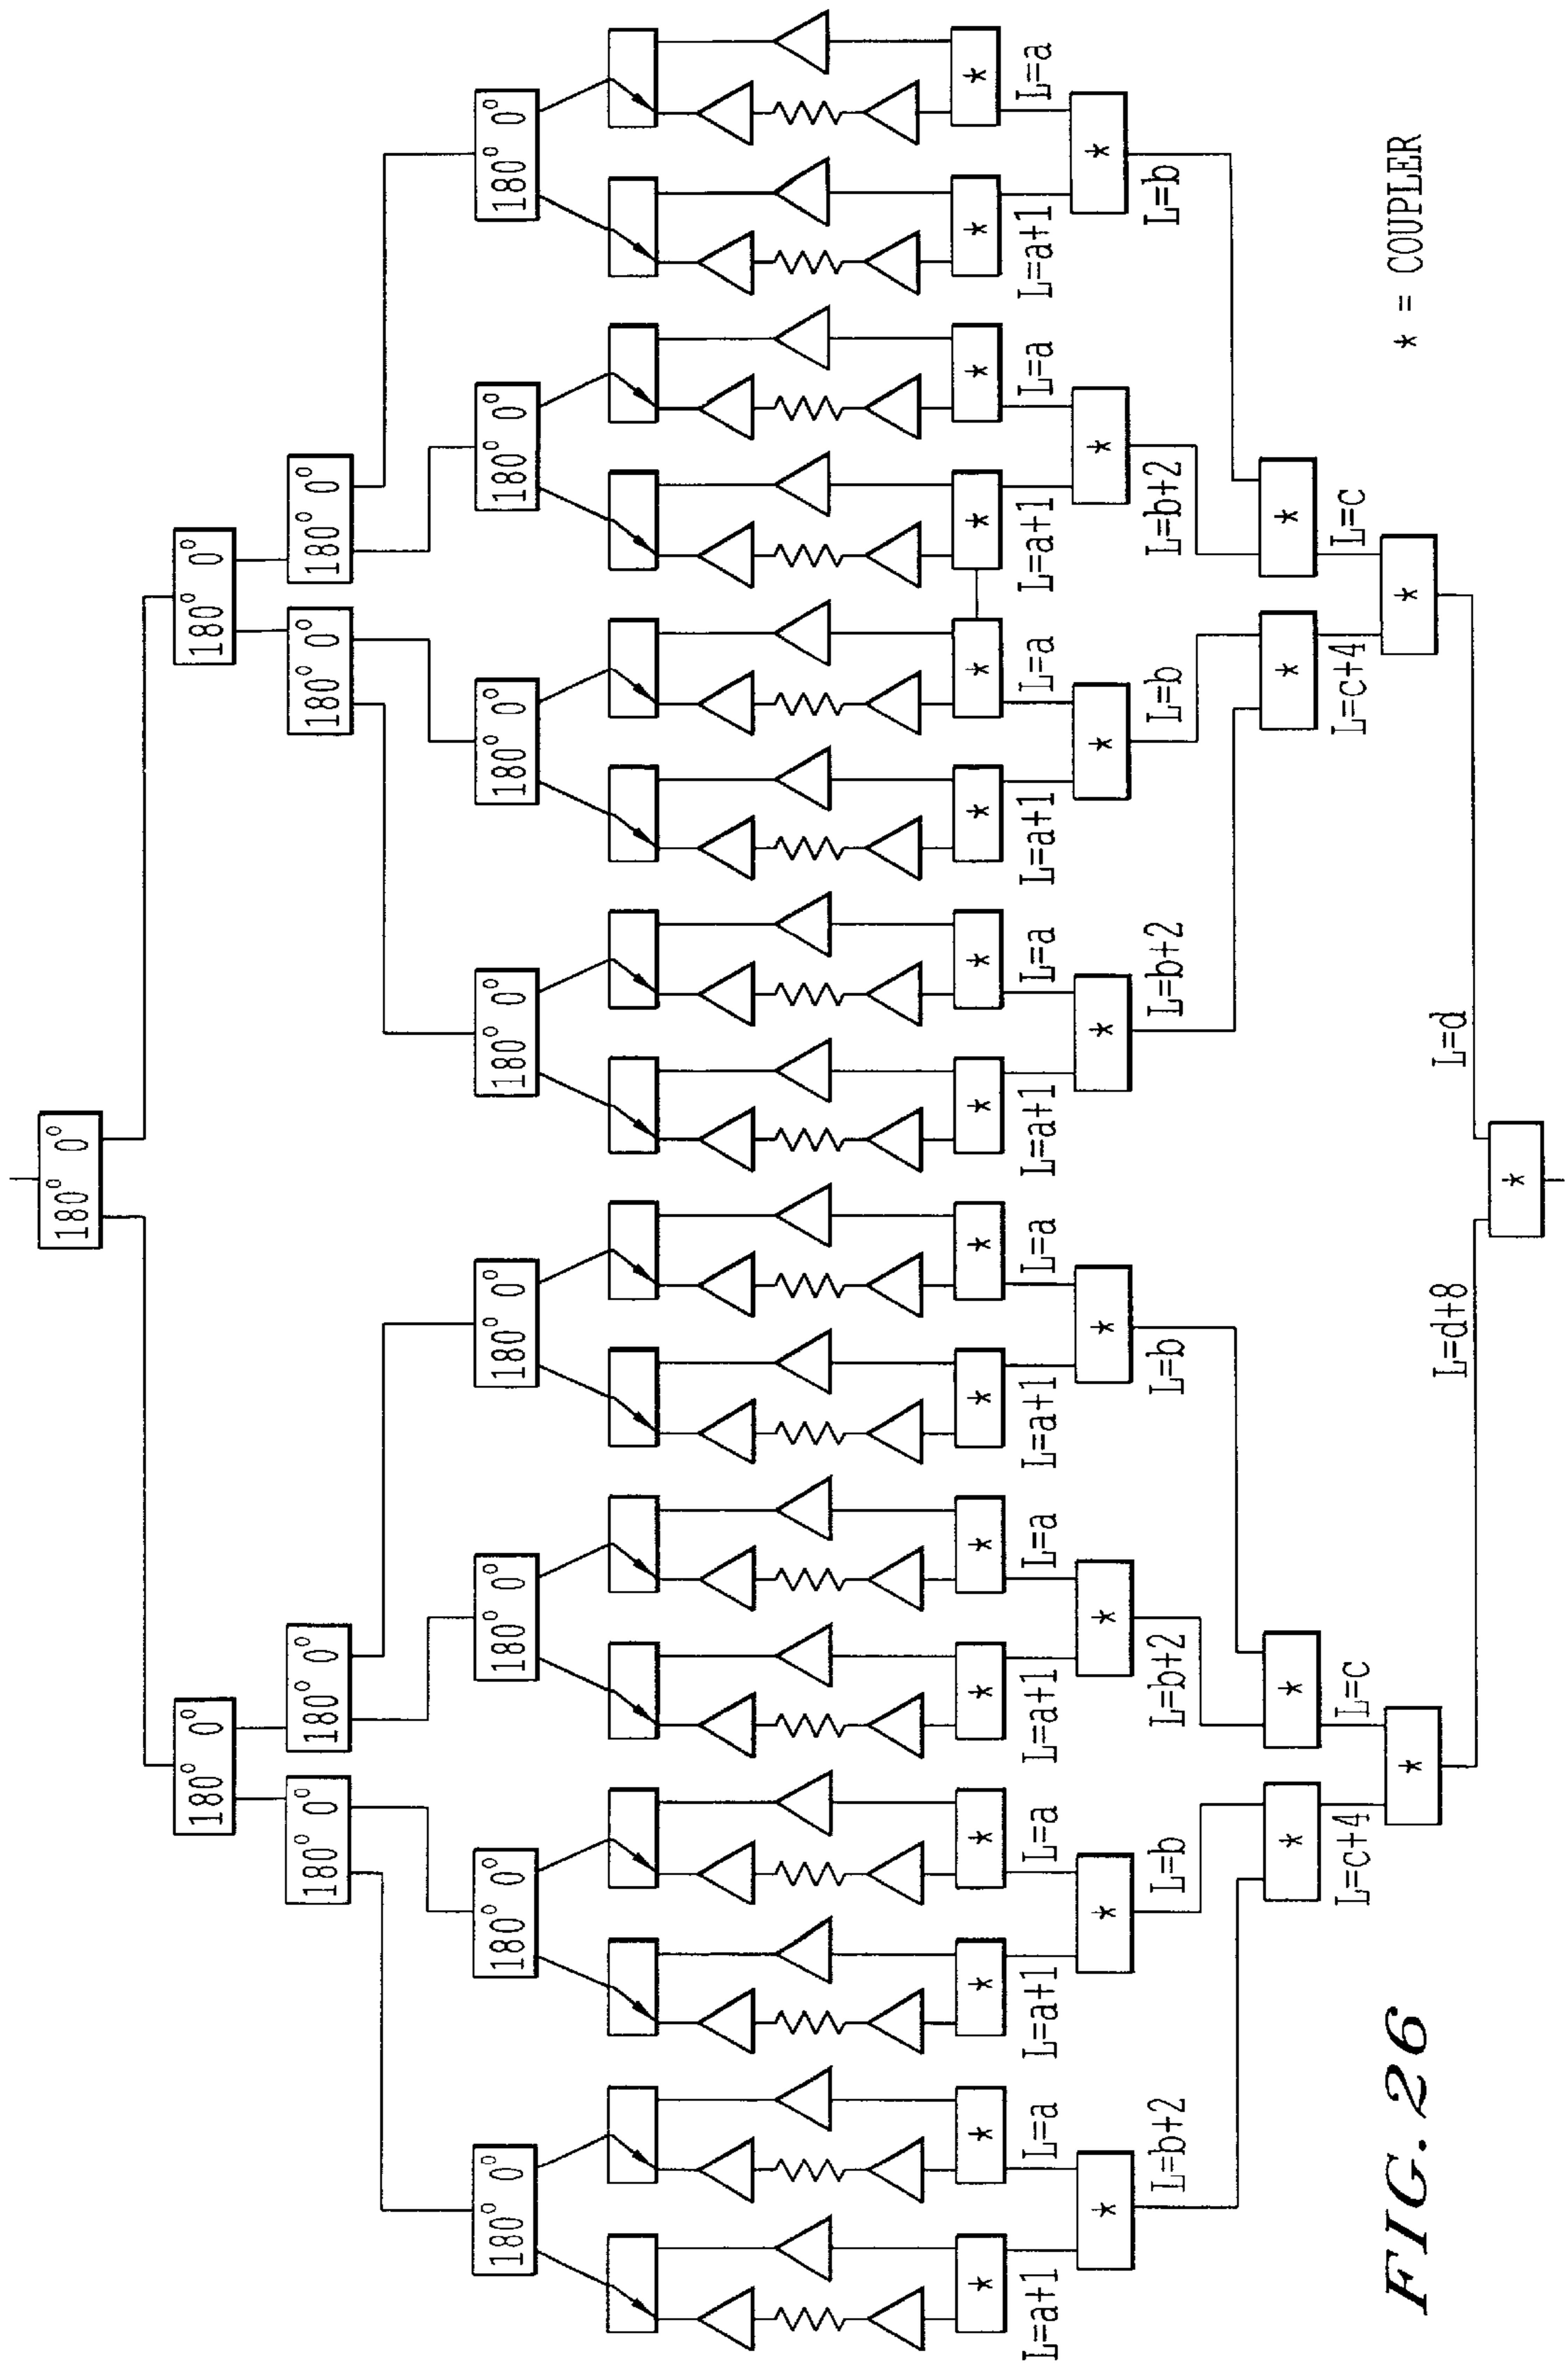 180° 0°
180° 0° 180° 0°
180° 0° 180° 0° 180° 0° 180° 0°
180° 0° 180° 0° 180° 0° 180° 0° 180° 0° 180° 0° 180° 0° 180° 0°
* * * * * * * * * * * * * * * *
L=a+1 L=a L=a+1 L=a L=a+1 L=a L=a+1 L=a L=a+1 L=a L=a+1 L=a L=a+1 L=a L=a+1 L=a
* * * * * * * *
L=b+2 L=b L=b+2 L=b L=b+2 L=b L=b+2 L=b
* * * *
L=c+4 L=c L=c+4 L=c
* *
L=d+8 L=d
*
* = COUPLER
FIG. 26